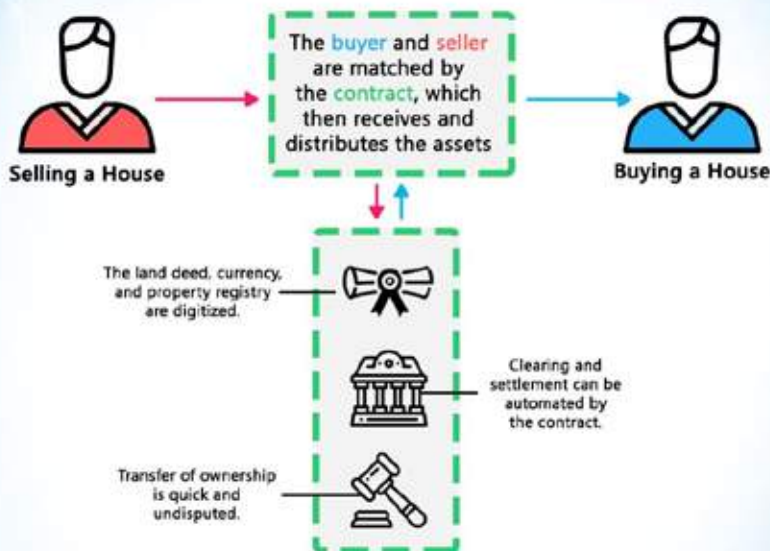 The buyer and seller
are matched by
the contract, which
then receives and
distributes the assets
Selling a House
Buying a House
The land deed, currency,
and property registry
are digitized.
Clearing and
settlement can be
automated by
the contract.
Transfer of ownership
is quick and
undisputed.